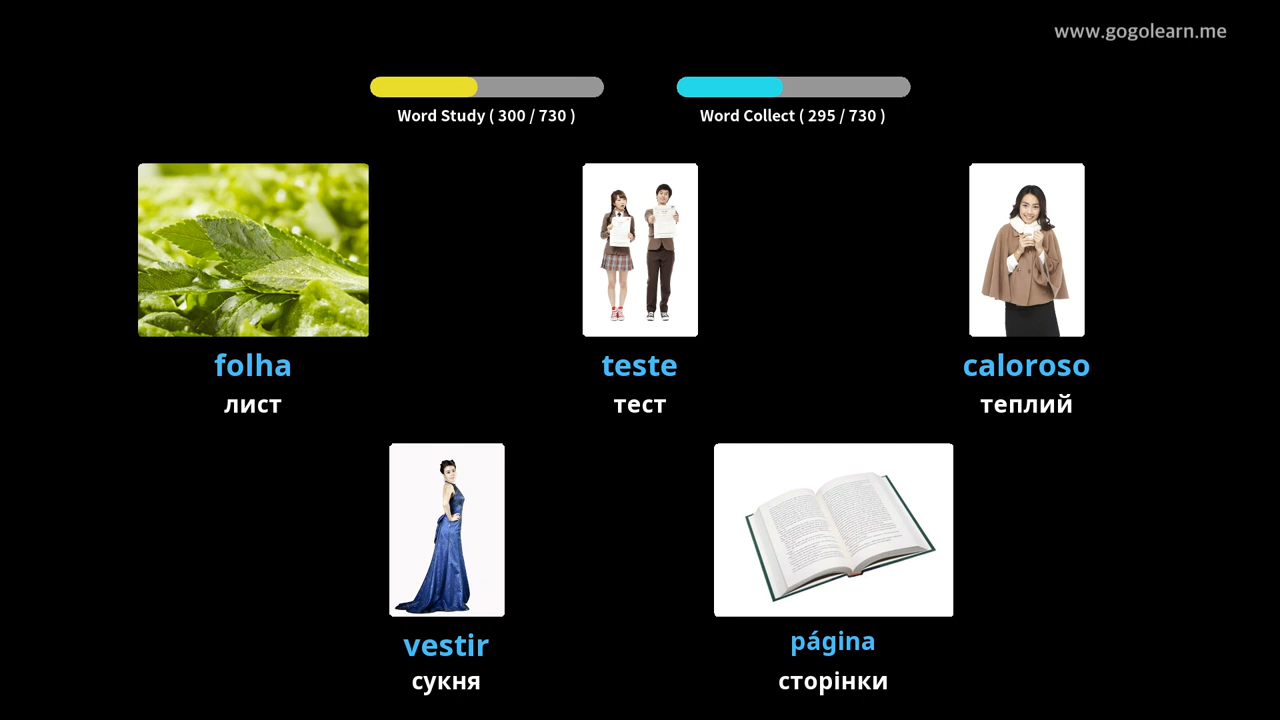 www.gogolearn.me
Word Study ( 300 / 730 )
Word Collect ( 295 / 730 )
folha
лист
teste
тест
caloroso
теплий
vestir
сукня
página
сторінки